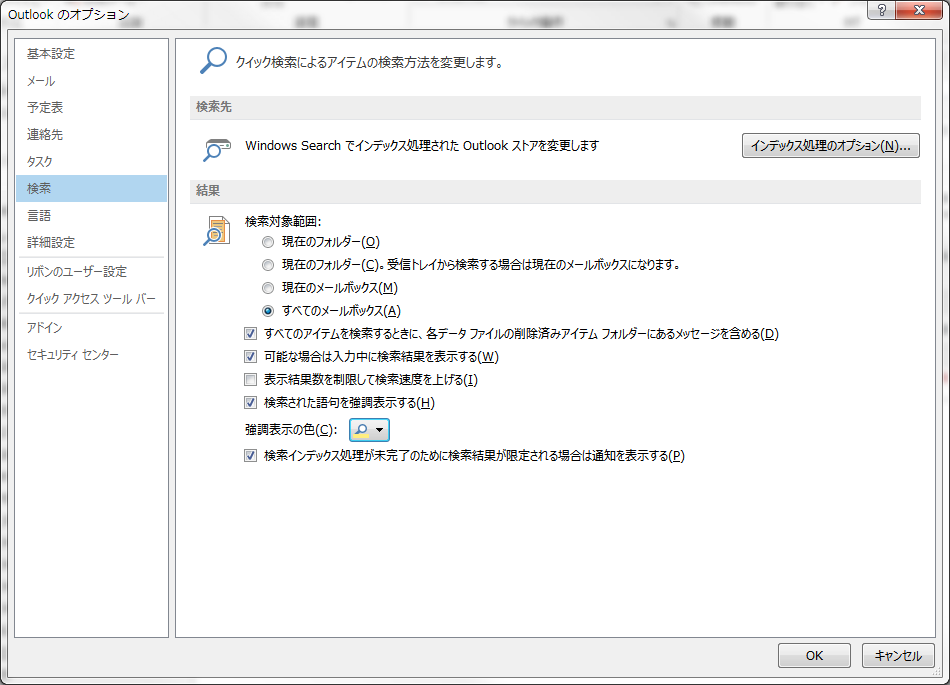 Outlook のオプション
基本設定
メール
予定表
連絡先
タスク
検索
言語
詳細設定
リボンのユーザー設定
クイック アクセス ツール バー
アドイン
セキュリティ センター
クイック検索によるアイテムの検索方法を変更します。
検索先
Windows Search でインデックス処理された Outlook ストアを変更します
インデックス処理のオプション(N)...
結果
検索対象範囲:
現在のフォルダー(O)
現在のフォルダー(C)。受信トレイから検索する場合は現在のメールボックスになります。
現在のメールボックス(M)
すべてのメールボックス(A)
すべてのアイテムを検索するときに、各データ ファイルの削除済みアイテム フォルダーにあるメッセージを含める(D)
可能な場合は入力中に検索結果を表示する(W)
表示結果数を制限して検索速度を上げる(I)
検索された語句を強調表示する(H)
強調表示の色(C):
検索インデックス処理が未完了のために検索結果が限定される場合は通知を表示する(P)
OK
キャンセル